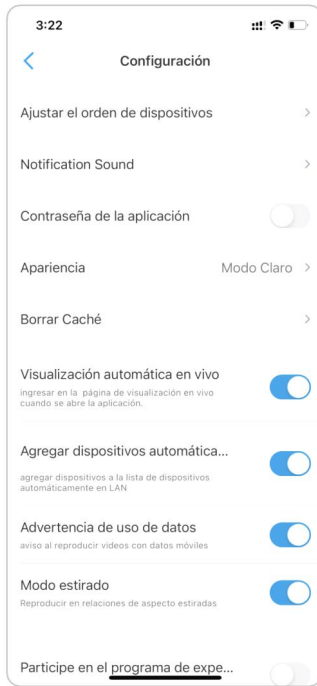 3:22
Configuración
Ajustar el orden de dispositivos
Notification Sound
Contraseña de la aplicación
Apariencia Modo Claro
Borrar Caché
Visualización automática en vivo
ingresar en la página de visualización en vivo
cuando se abre la aplicación.
Agregar dispositivos automática...
agregar dispositivos a la lista de dispositivos
automáticamente en LAN
Advertencia de uso de datos
aviso al reproducir videos con datos móviles
Modo estirado
Reproducir en relaciones de aspecto estiradas
Participe en el programa de expe...